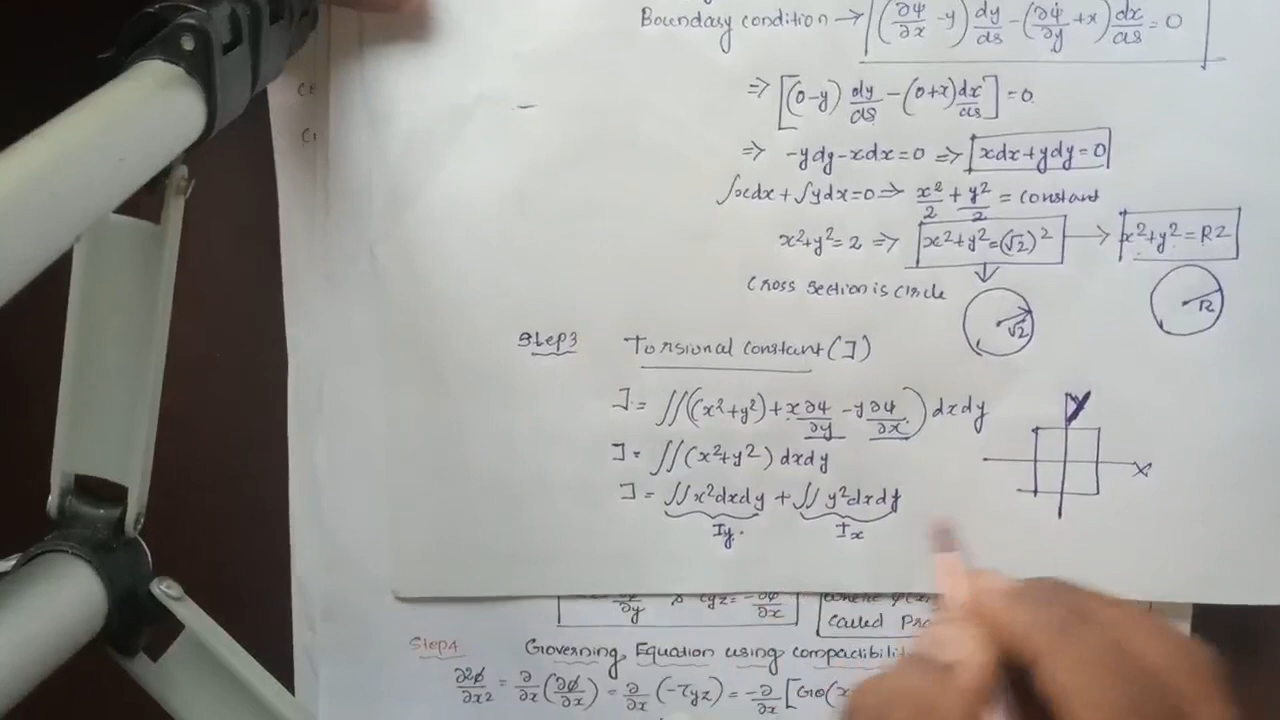 Boundary condition → (∂ψ/∂x -y) dy/ds - (∂ψ/∂y +x) dx/ds = 0
⇒ [(0-y) dy/ds - (0+x) dx/ds] = 0
⇒ -ydy-xdx=0 ⇒ xdx+ydy=0
∫xdx + ∫ydx=0 ⇒ x²/2 + y²/2 = constant
x²+y²=2 ⇒ x²+y²=(√2)² → x²+y²=R2
Cross section is circle
√2
R
Step3 Torsional constant (J)
J = ∬((x²+y²)+x∂ψ/∂y - y∂ψ/∂x) dxdy
J = ∬(x²+y²) dxdy
J = ∬x²dxdy + ∬y²dxdy
Iy. Ix
y
x
∂y τyz = -∂φ/∂x
called
Step4 Governing Equation using
∂2φ/∂x2 = ∂/∂x (∂φ/∂x) = ∂/∂x (-τyz) = -∂/∂x [Gθ(x